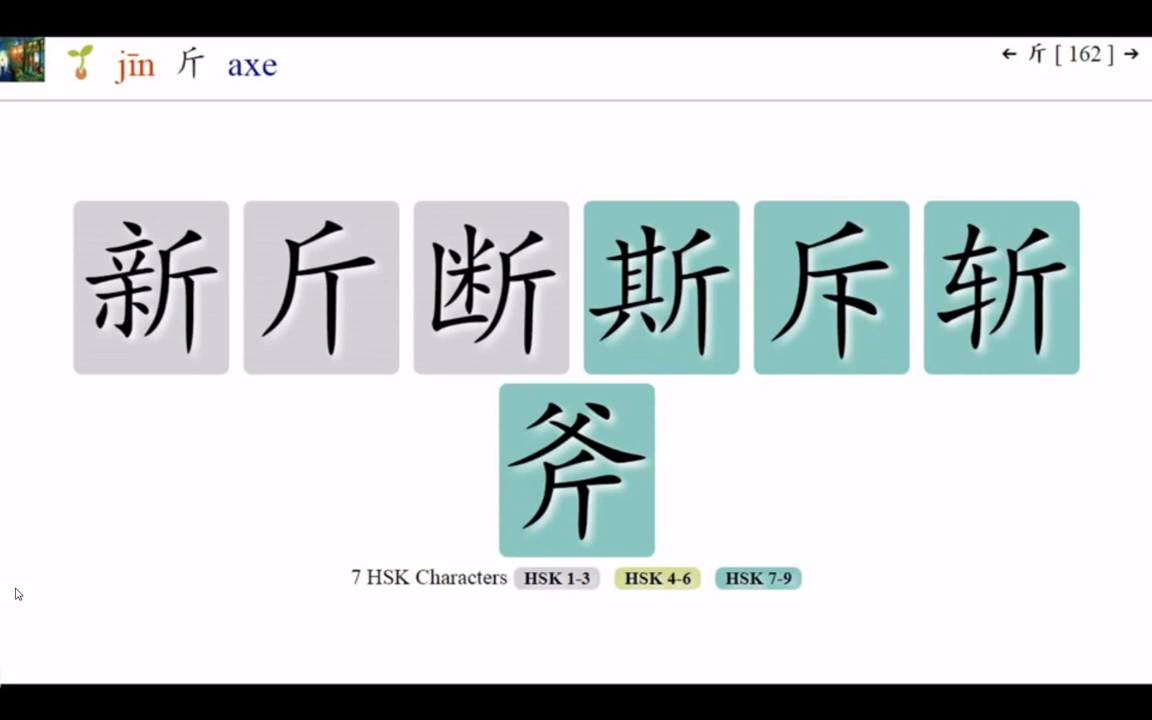 jīn 斤 axe
← 斤 [ 162 ] →
新 斤 断 斯 斥 斩
斧
7 HSK Characters HSK 1-3 HSK 4-6 HSK 7-9